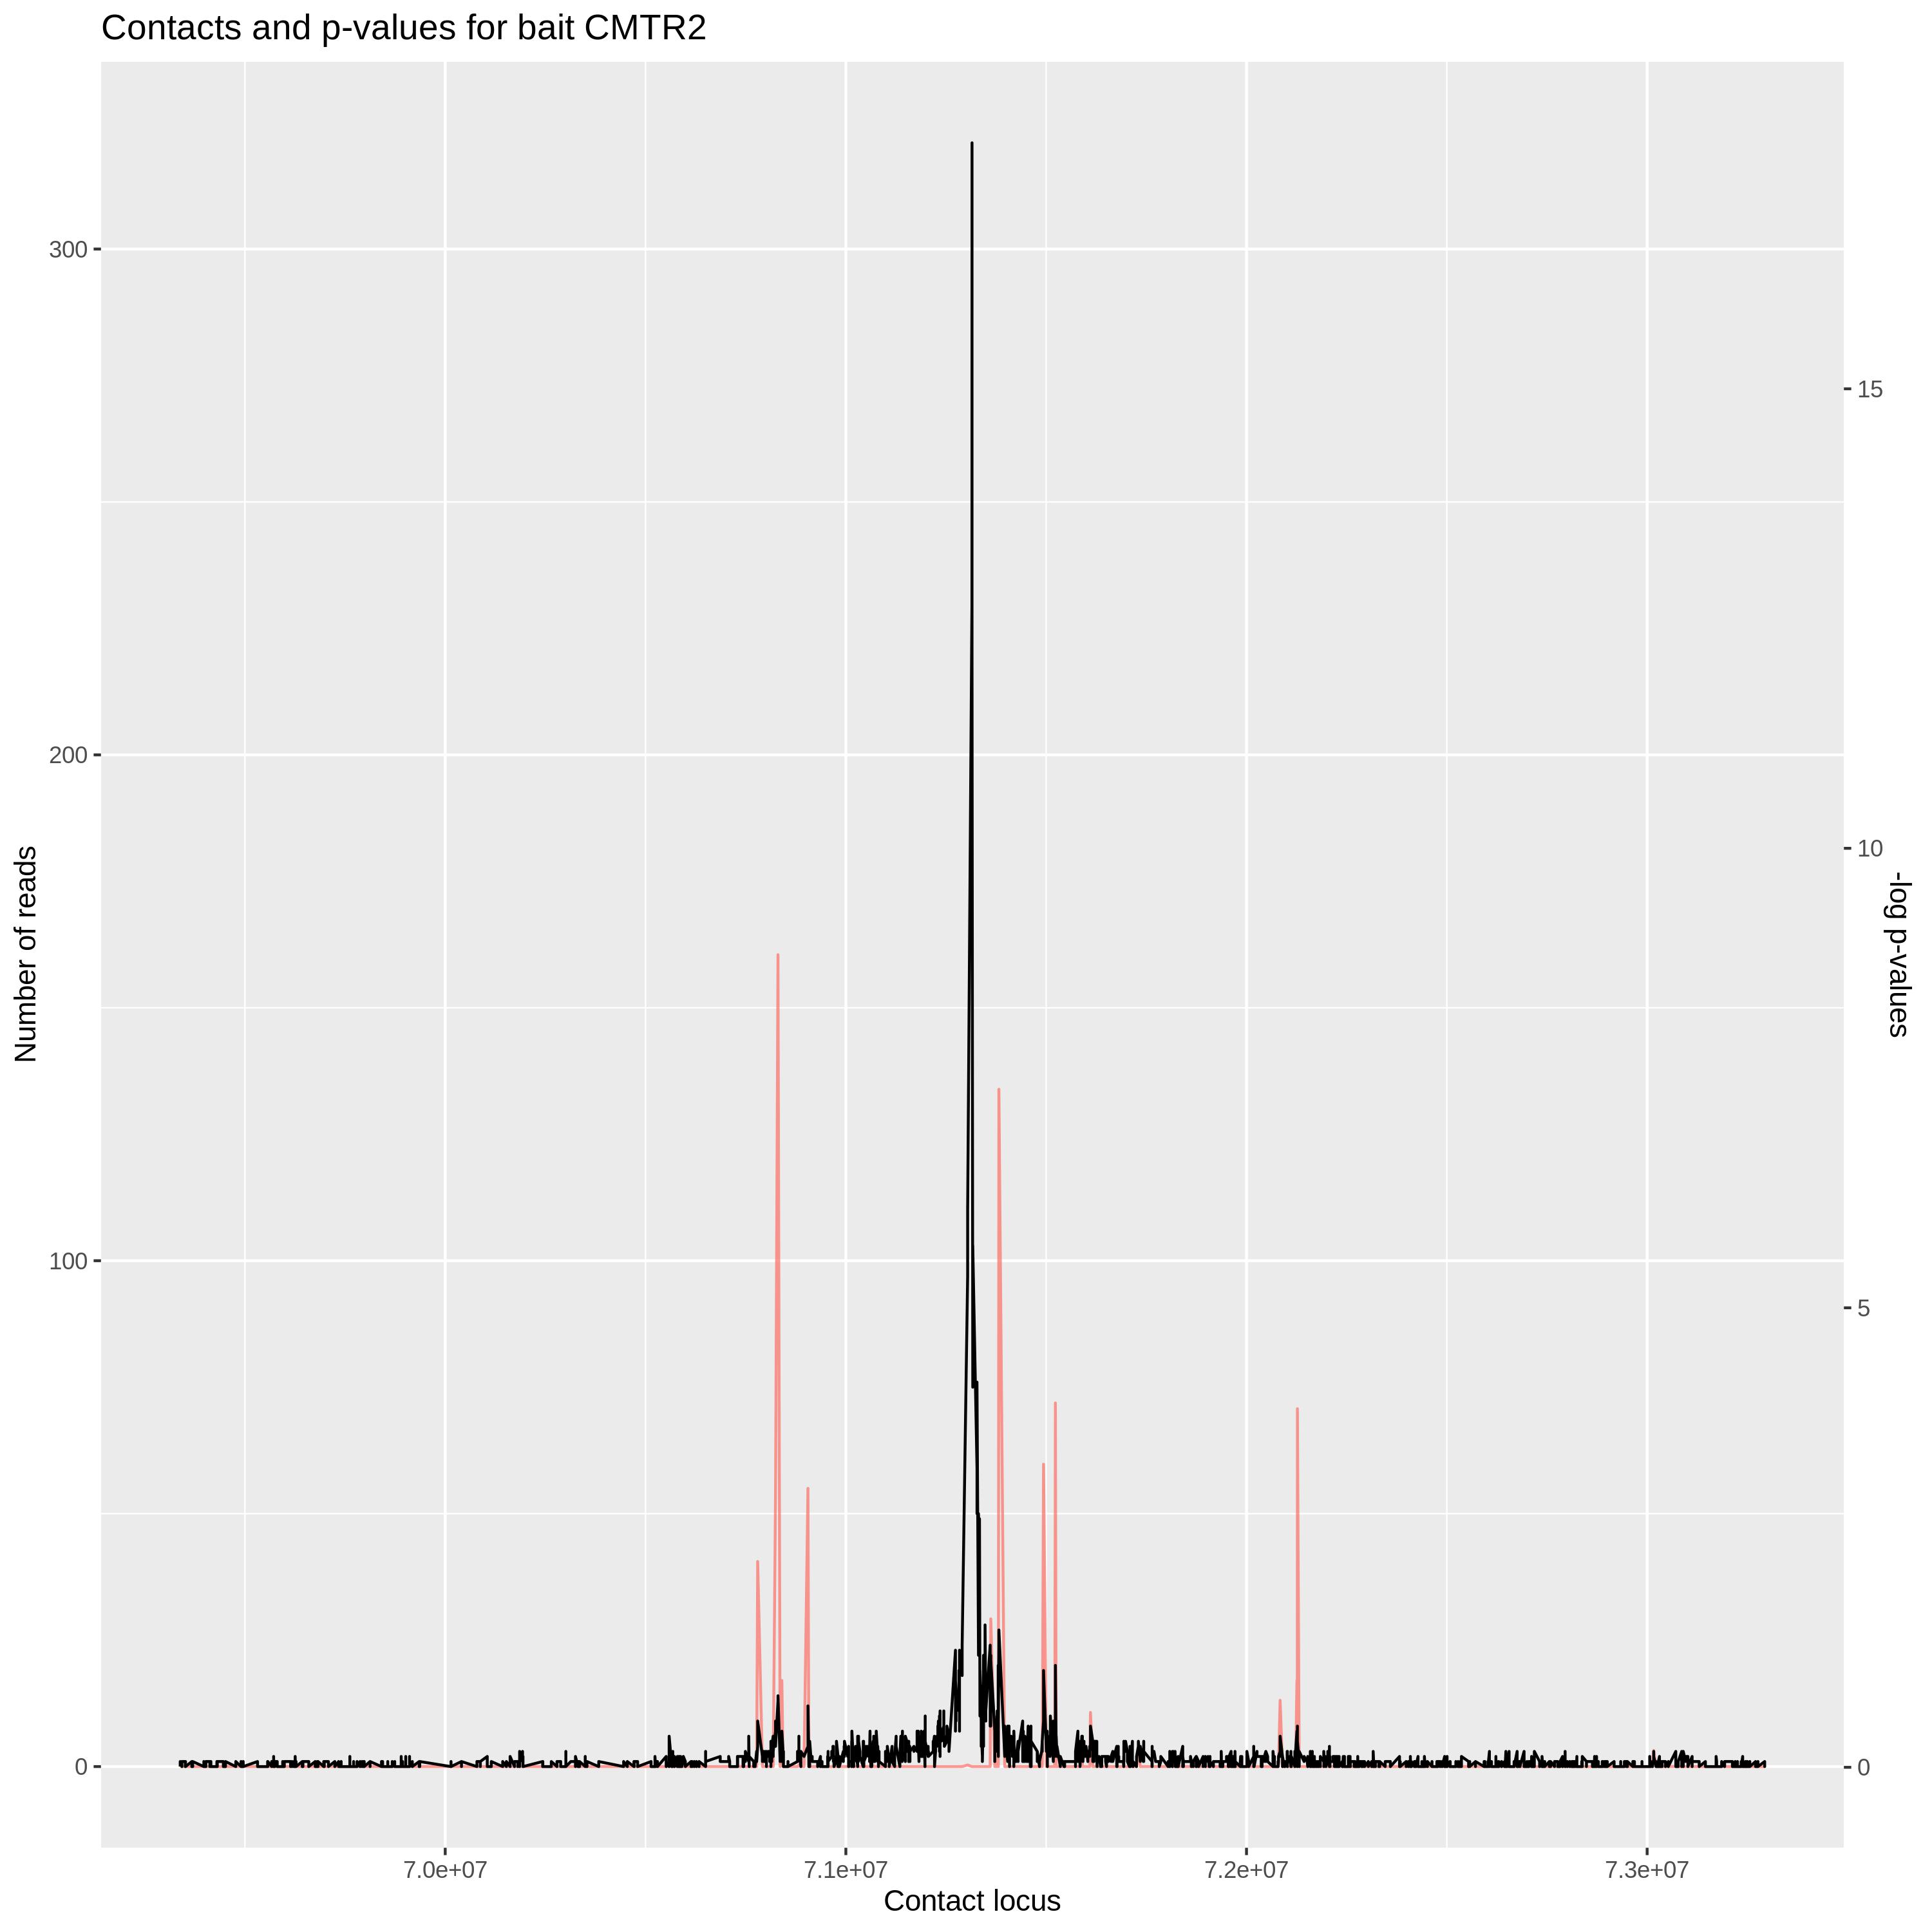 Contacts and p-values for bait CMTR2
300
200
100
0
Number of reads
15
10
5
0
-log p-values
7.0e+07
7.1e+07
7.2e+07
7.3e+07
Contact locus